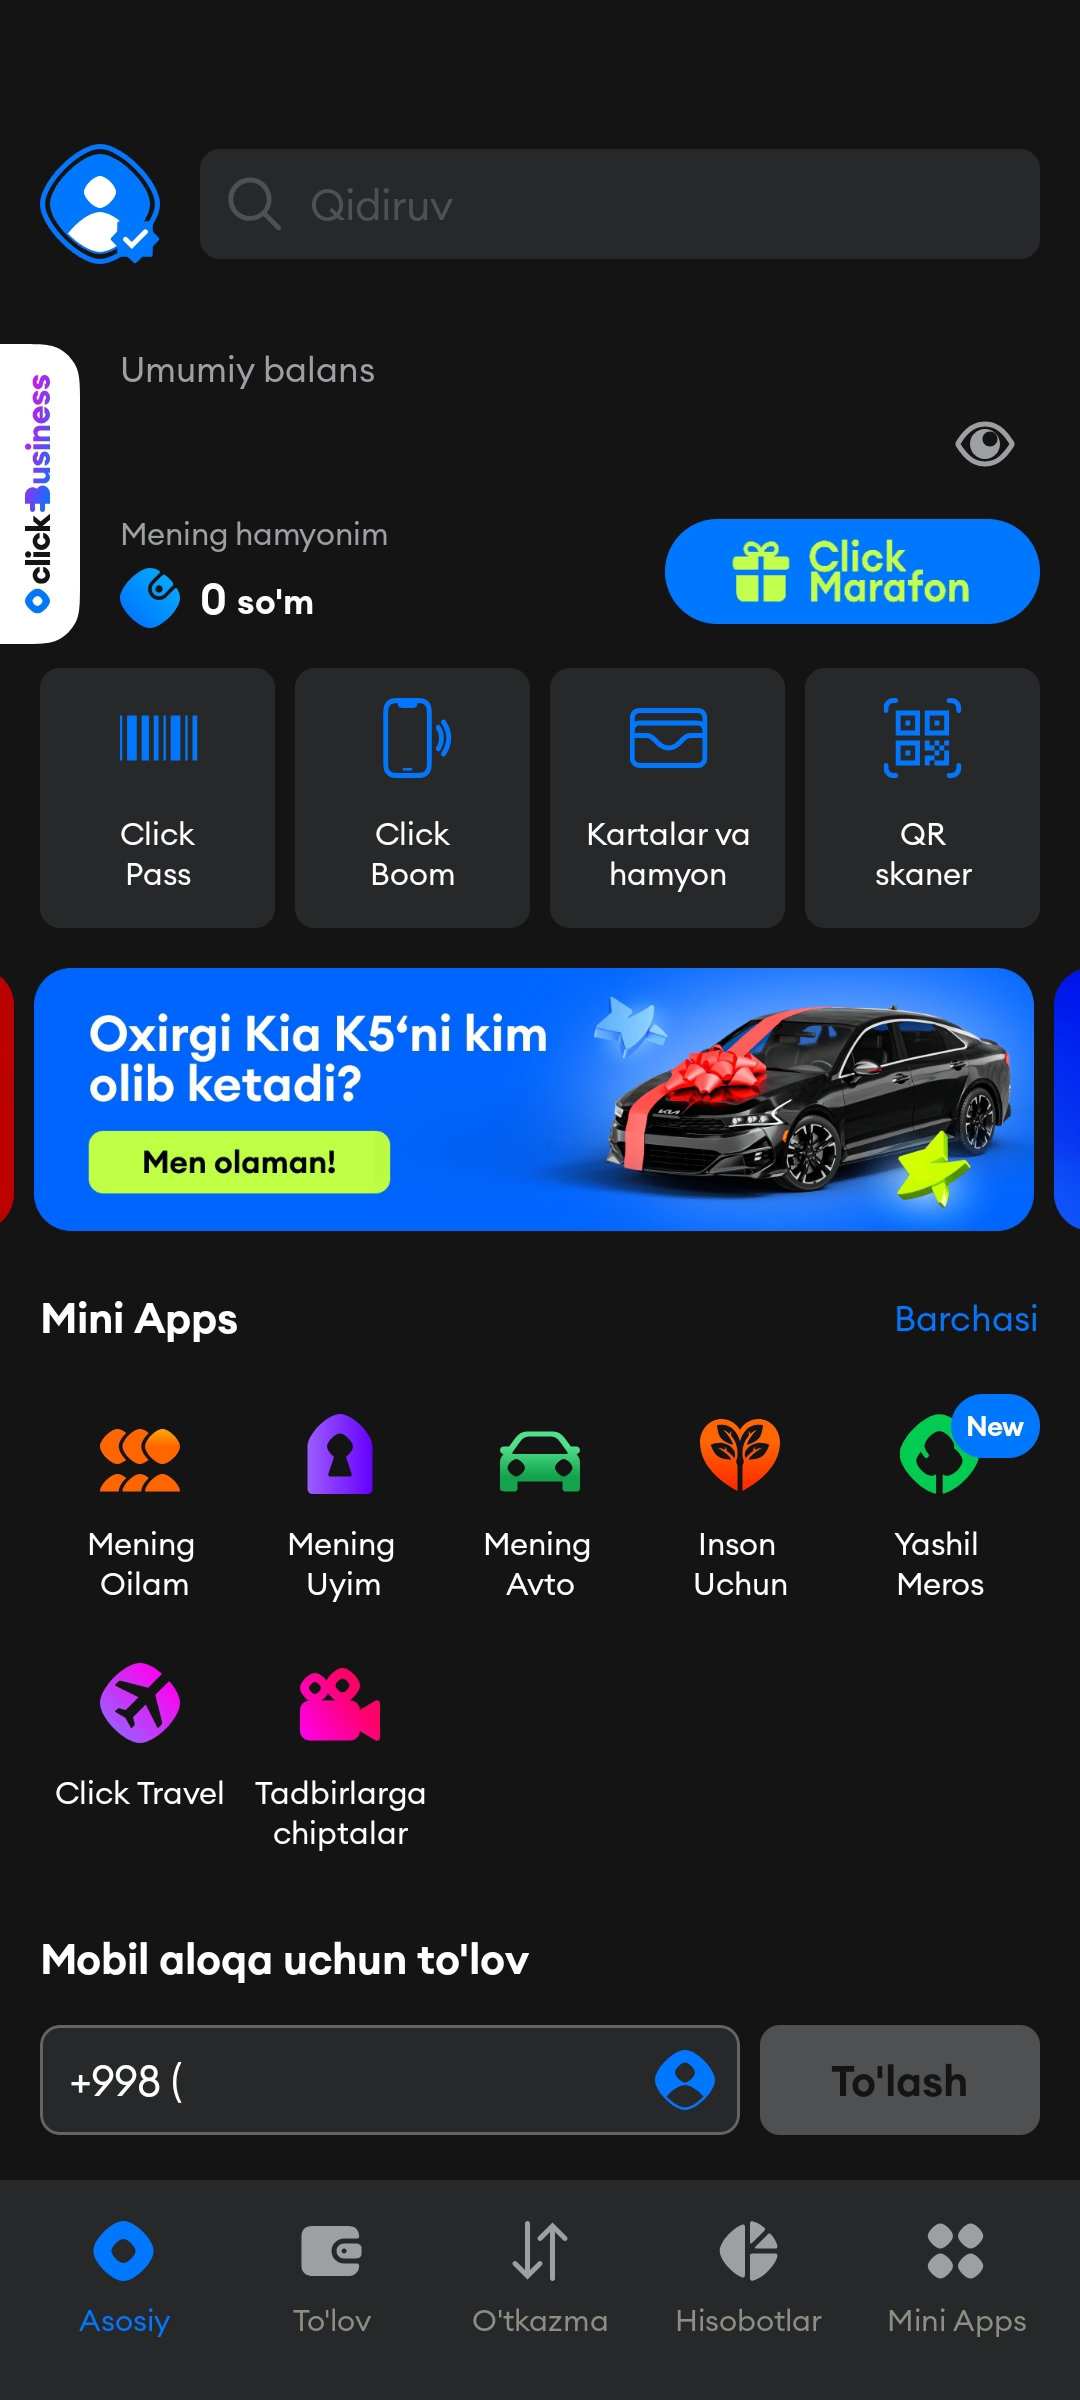 Qidiruv
click Business
Umumiy balans
Mening hamyonim
0 so'm
Click
Marafon
Click
Pass
Click
Boom
Kartalar va
hamyon
QR
skaner
Oxirgi Kia K5‘ni kim
olib ketadi?
Men olaman!
Mini Apps
Barchasi
New
Mening
Oilam
Mening
Uyim
Mening
Avto
Inson
Uchun
Yashil
Meros
Click Travel
Tadbirlarga
chiptalar
Mobil aloqa uchun to'lov
+998 (
To'lash
Asosiy
To'lov
O'tkazma
Hisobotlar
Mini Apps